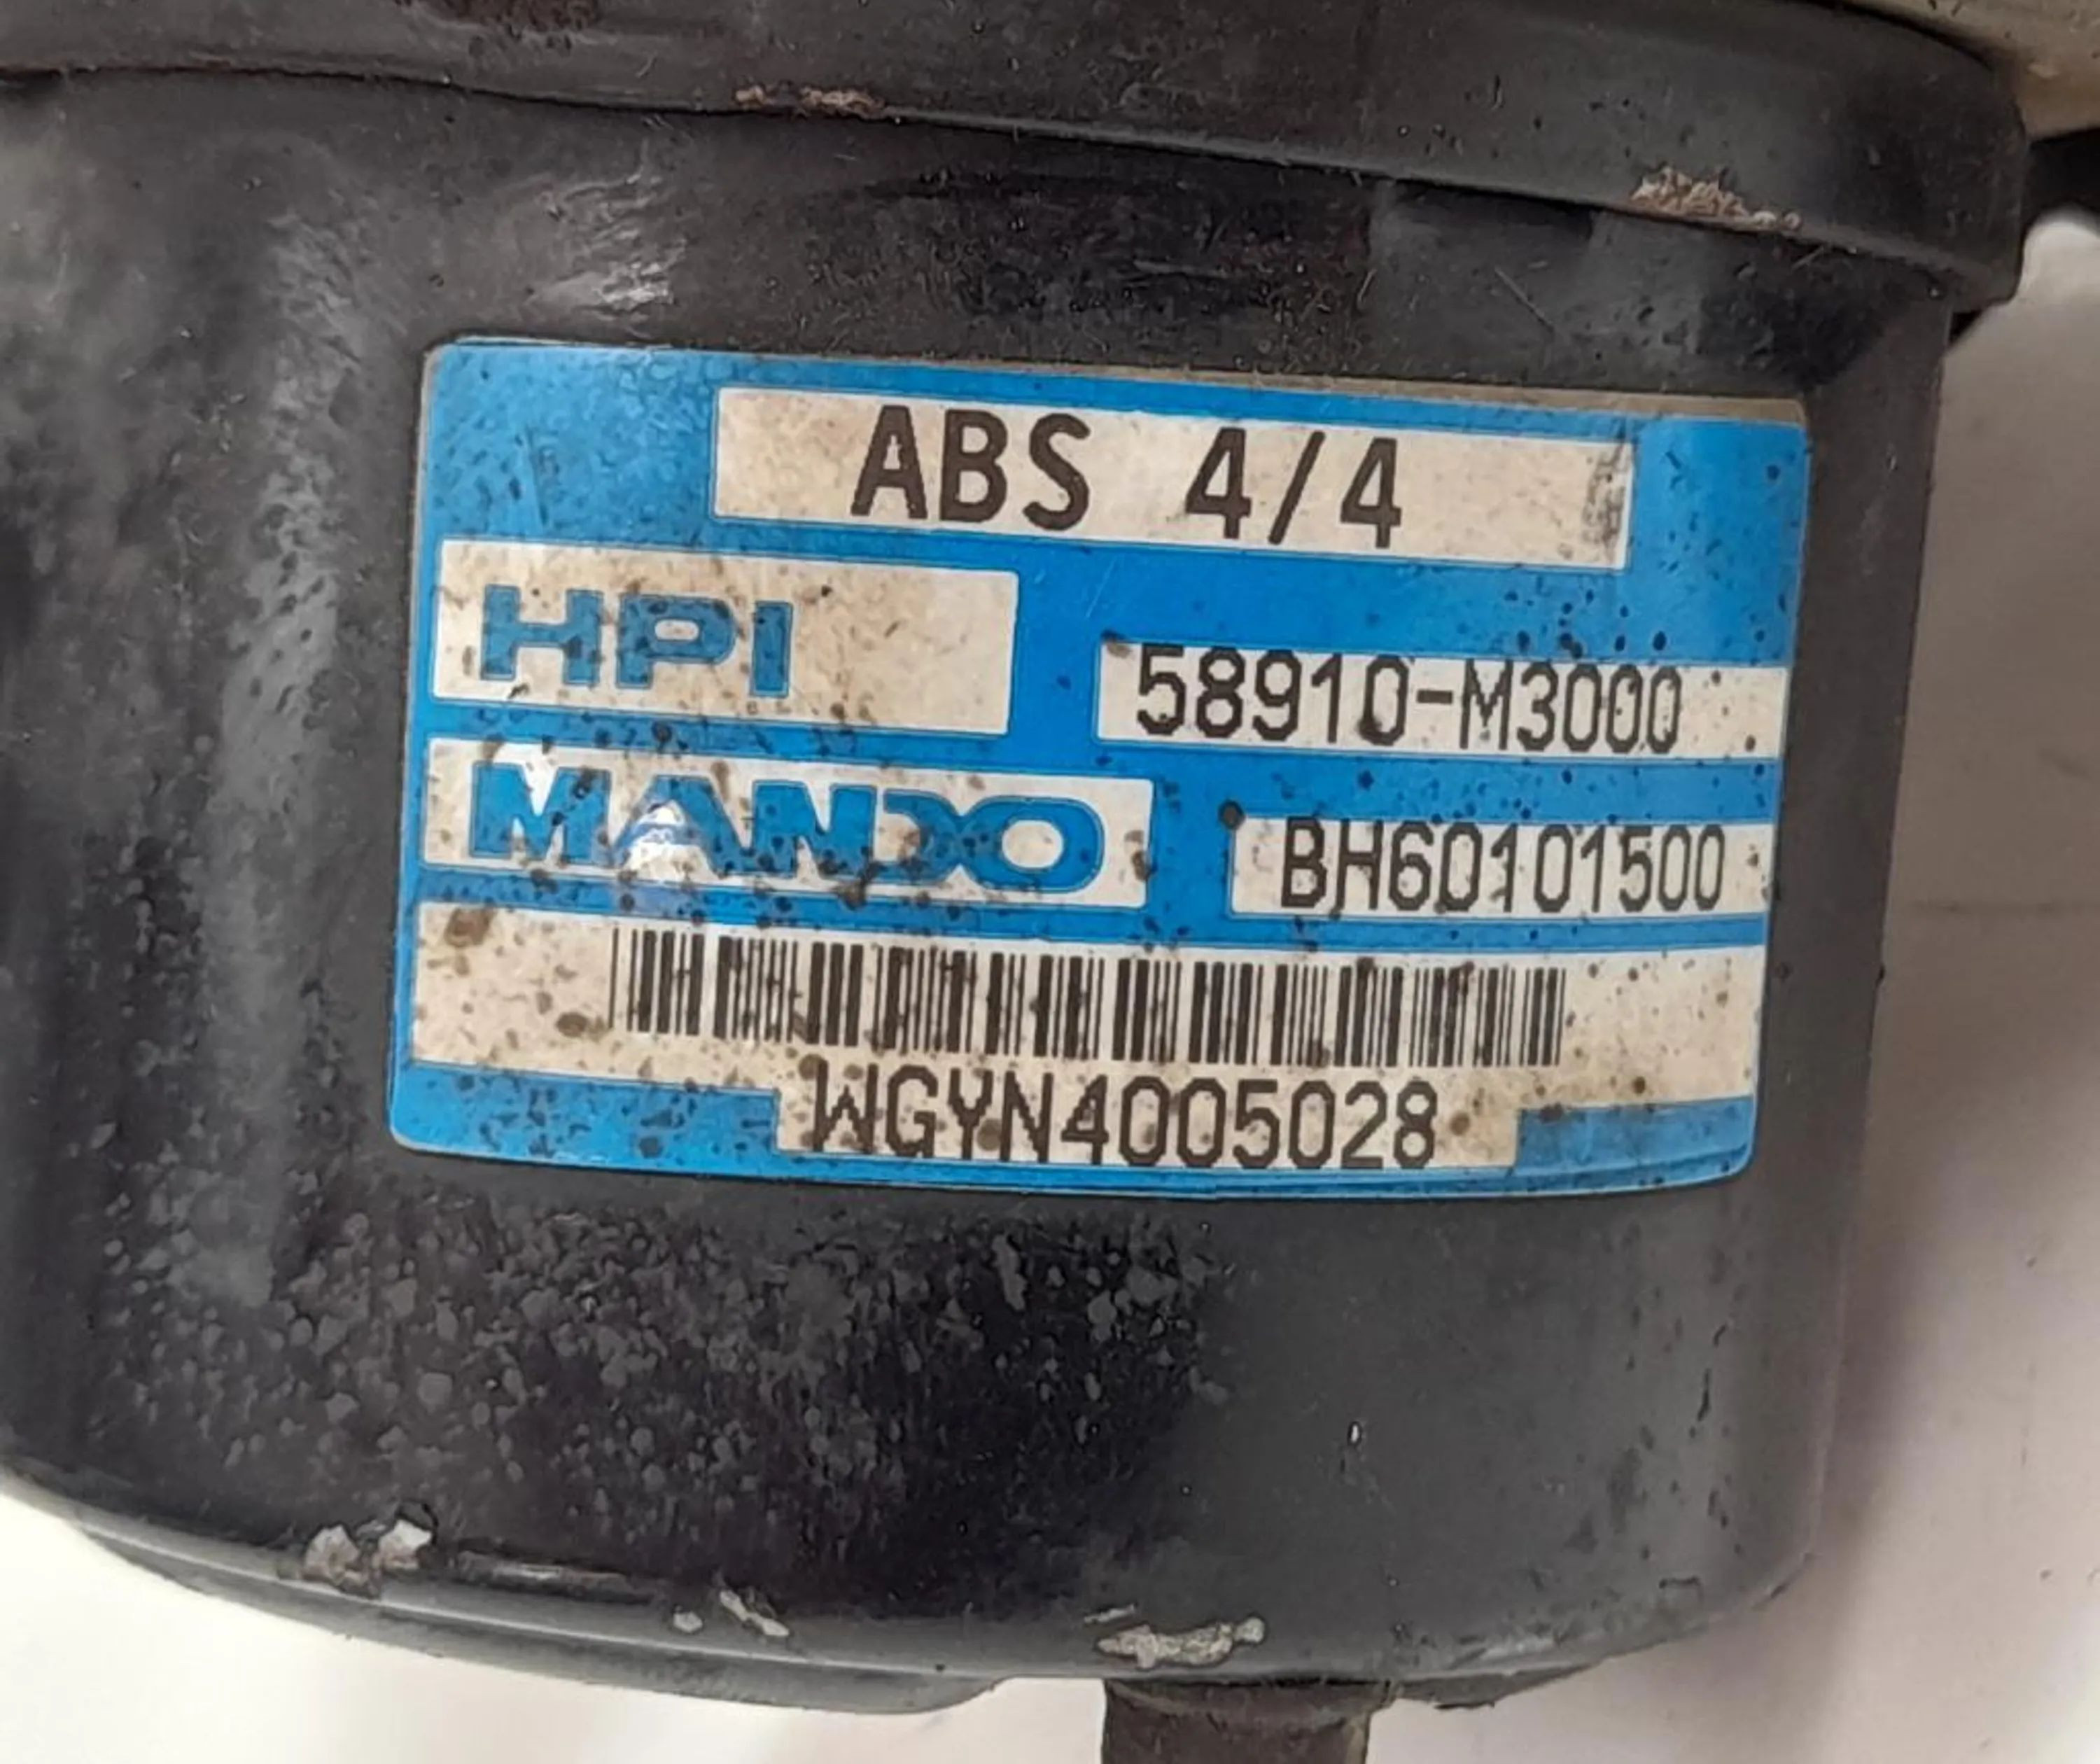 ABS 4/4
HPI
58910-M3000
MANDO
BH60101500
WGYN4005028